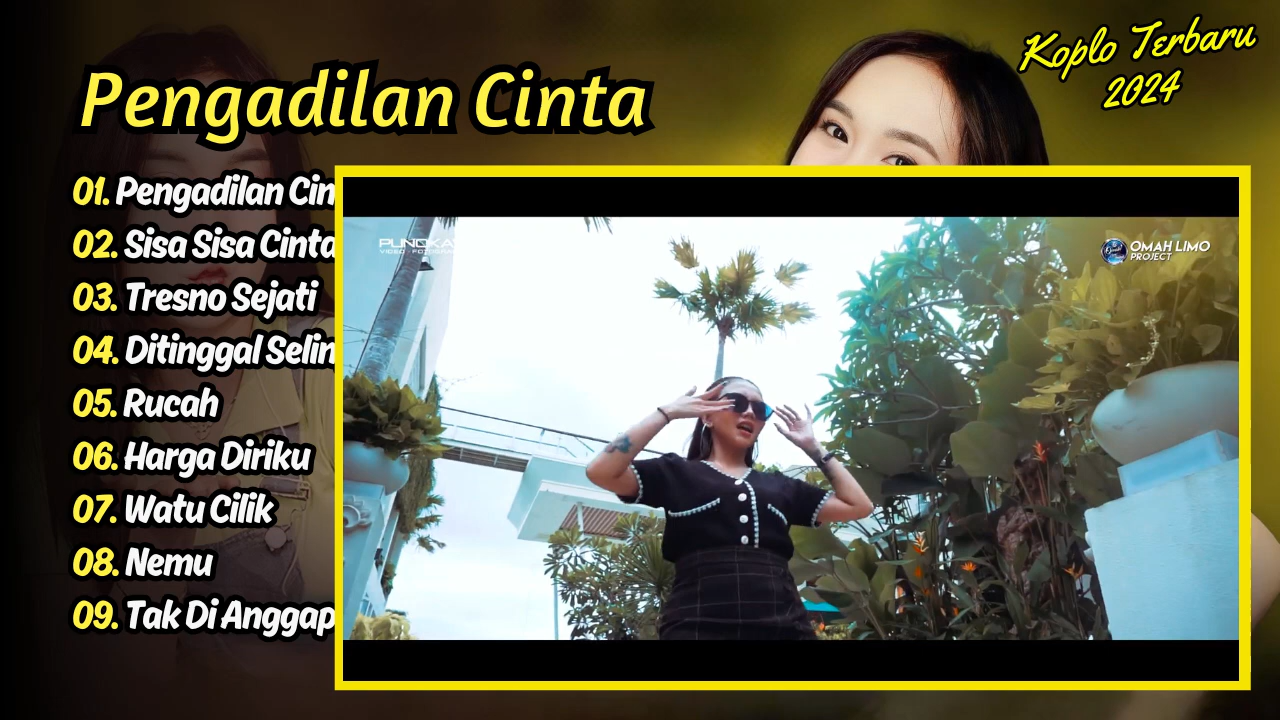 Koplo Terbaru
2024
Pengadilan Cinta
01. Pengadilan Cin
02. Sisa Sisa Cinta
03. Tresno Sejati
04. Ditinggal Selin
05. Rucah
06. Harga Diriku
07. Watu Cilik
08. Nemu
09. Tak Di Anggap
OMAH LIMO
PROJECT